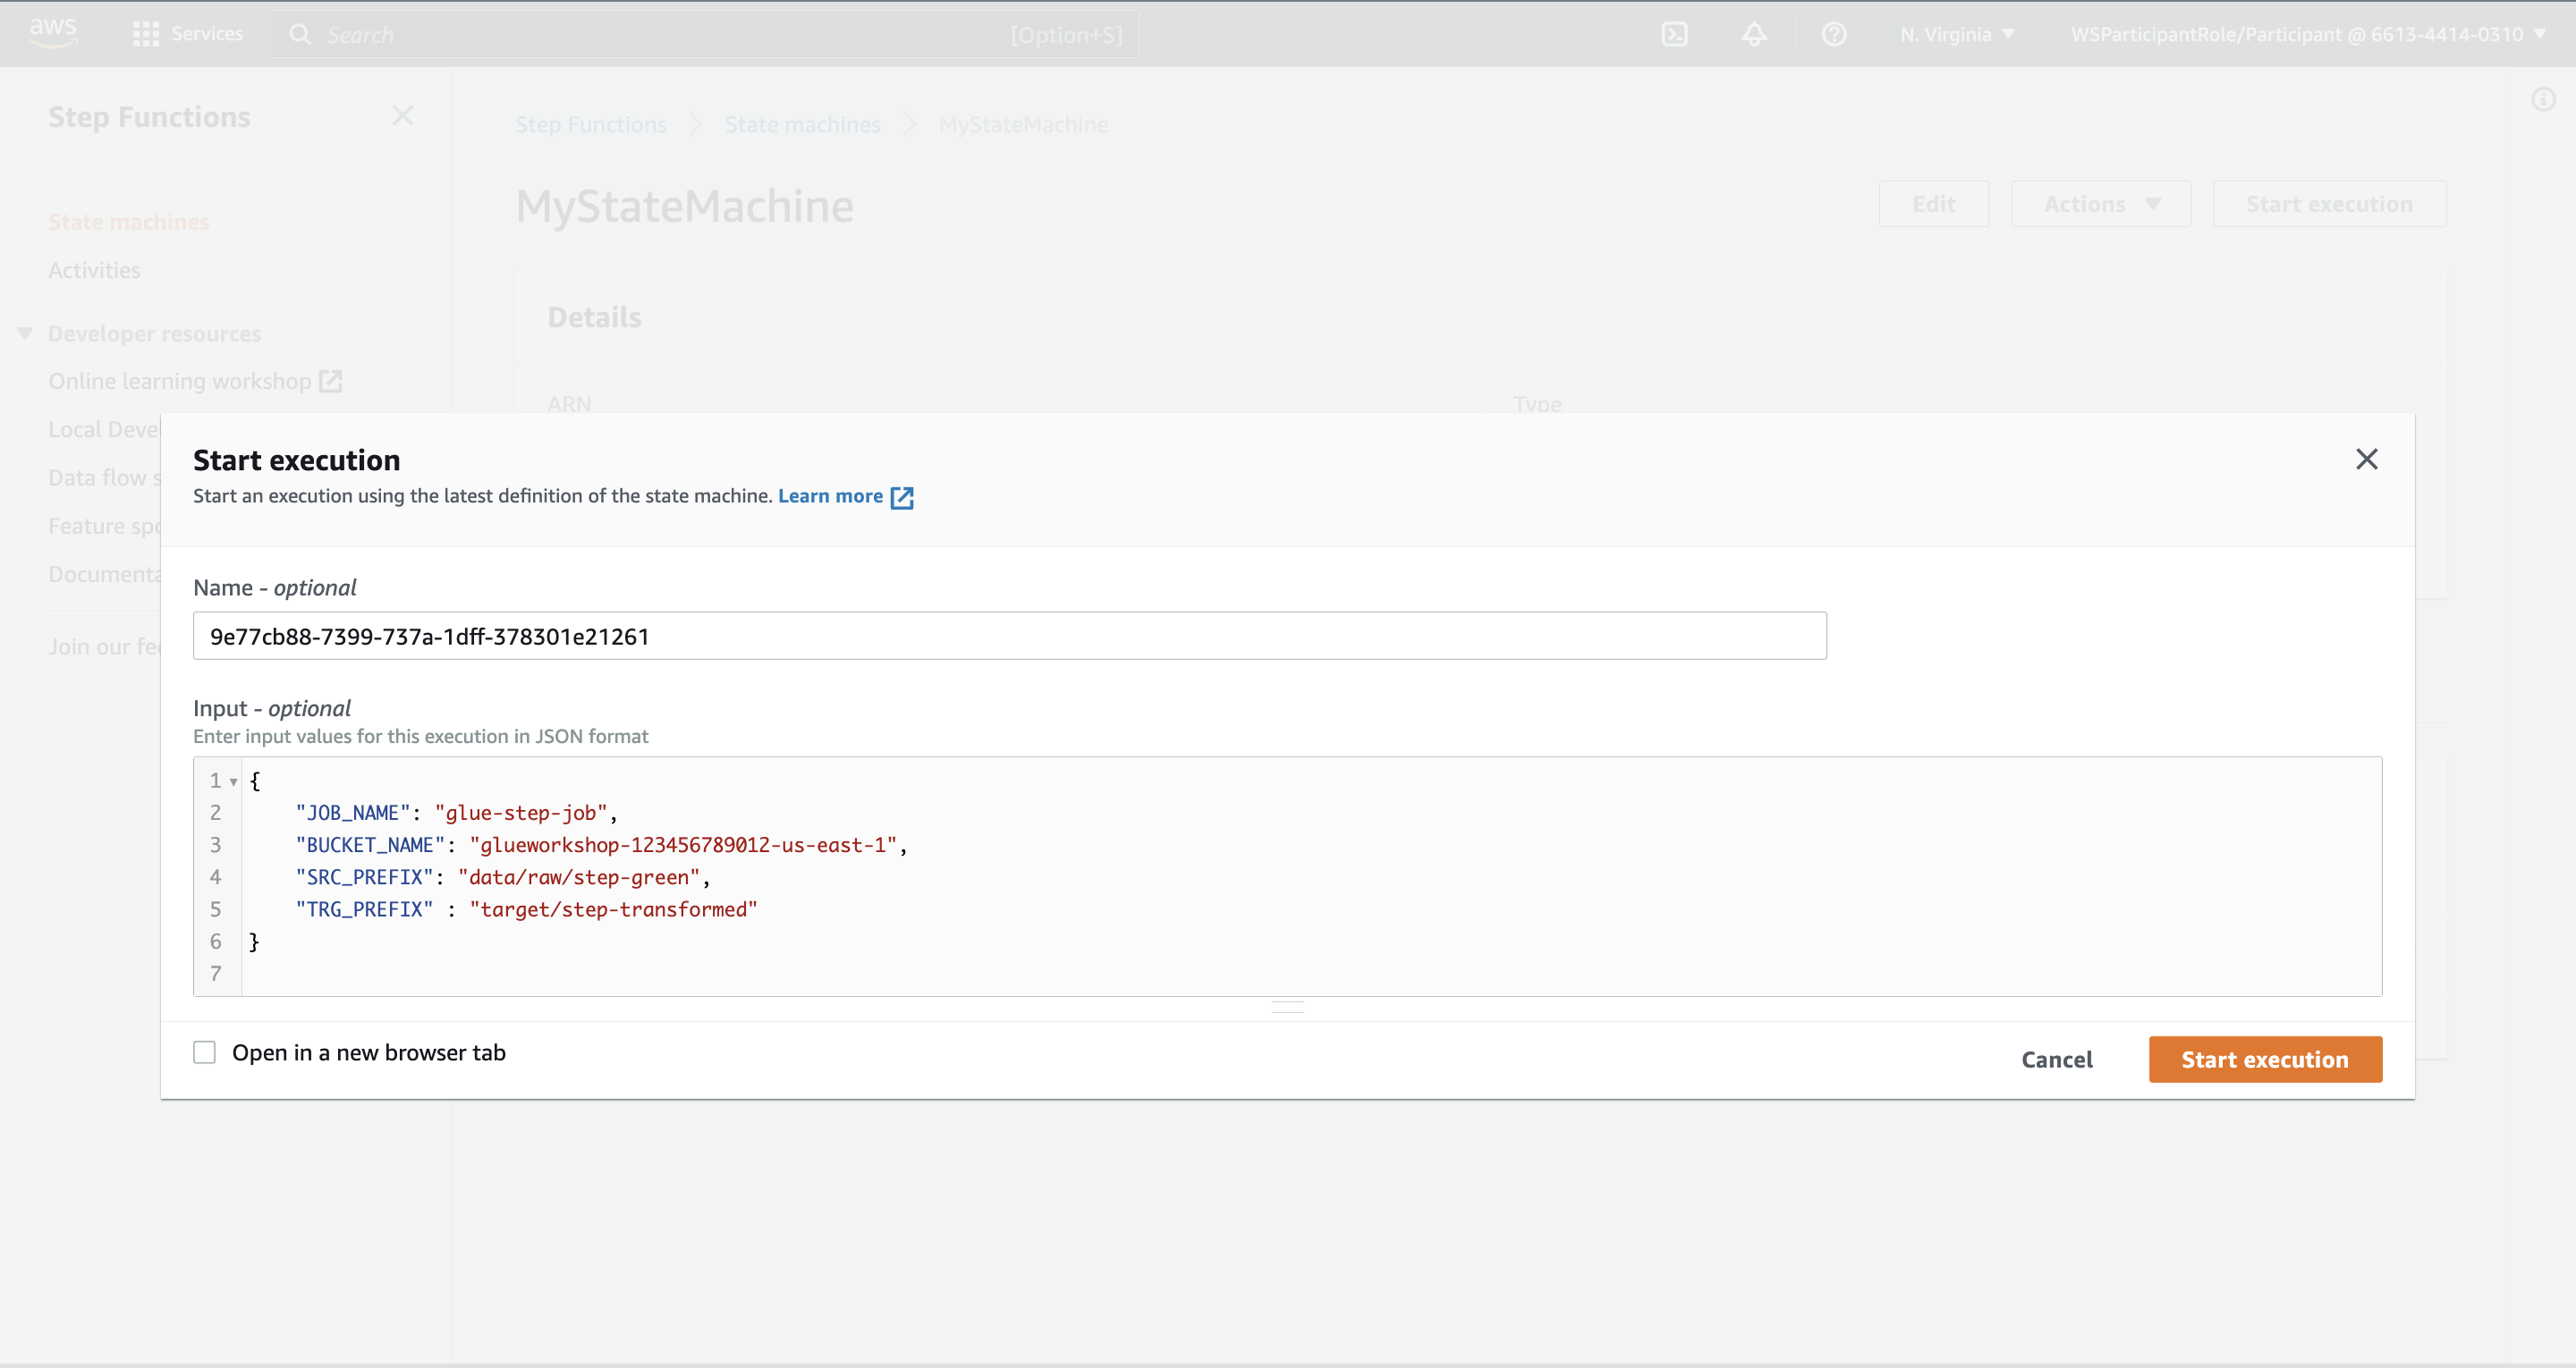 aws
Services
Search
[Option+S]
N. Virginia
WSParticipantRole/Participant @ 6613-4414-0310
Step Functions
State machines
Activities
Developer resources
Online learning workshop
Local Devel
Data flow s
Feature spo
Documenta
Join our fee
Step Functions
State machines
MyStateMachine
MyStateMachine
Edit
Actions
Start execution
Details
ARN
Type
Start execution
Start an execution using the latest definition of the state machine. Learn more
Name - optional
9e77cb88-7399-737a-1dff-378301e21261
Input - optional
Enter input values for this execution in JSON format
1 {
2 "JOB_NAME": "glue-step-job",
3 "BUCKET_NAME": "glueworkshop-123456789012-us-east-1",
4 "SRC_PREFIX": "data/raw/step-green",
5 "TRG_PREFIX" : "target/step-transformed"
6 }
7
Open in a new browser tab
Cancel
Start execution